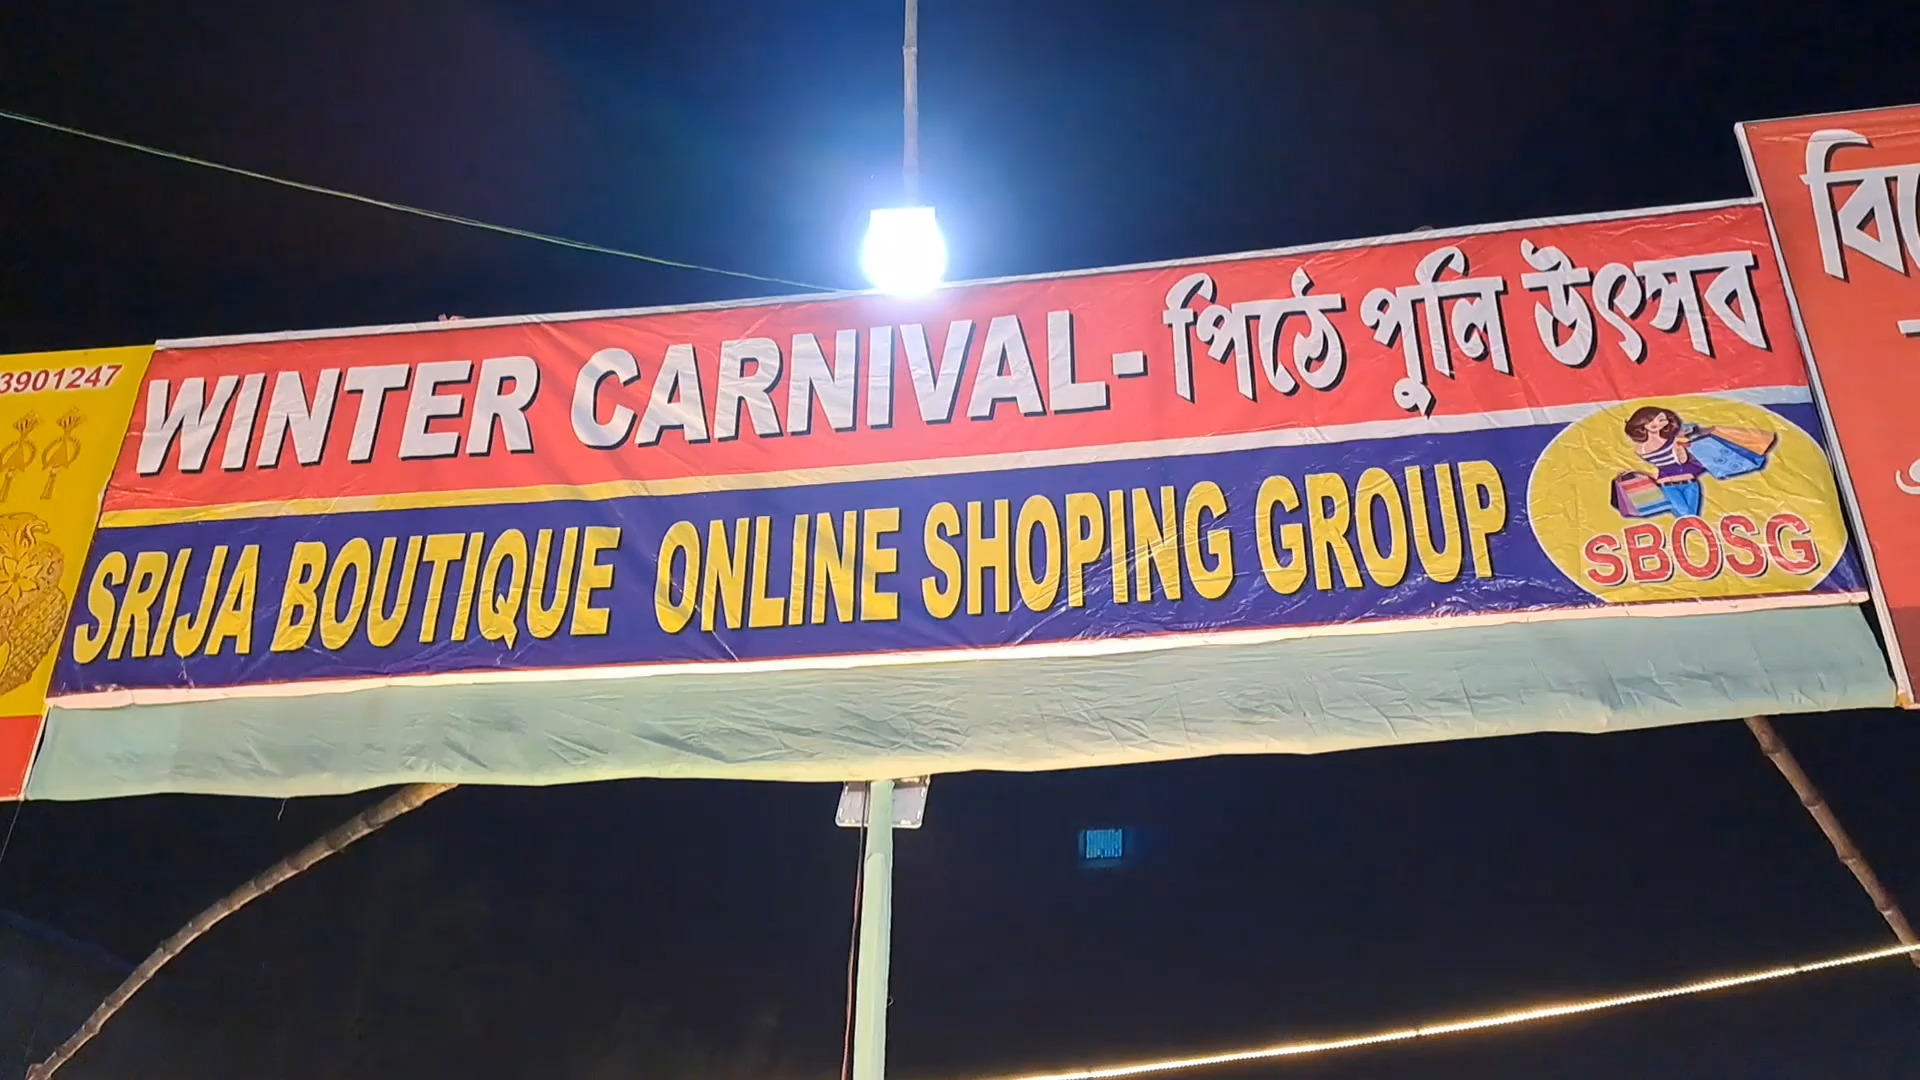 3901247
WINTER CARNIVAL-পিঠে পুলি উৎসব
SRIJA BOUTIQUE ONLINE SHOPING GROUP
SBOSG